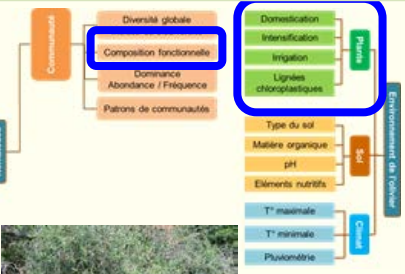 Communauté
Diversité globale
Composition fonctionnelle
Dominance
Abondance / Fréquence
Patrons de communautés
Domestication
Intensification
Irrigation
Lignées
chloroplastiques
Plante
Type du sol
Matière organique
pH
Eléments nutritifs
Sol
T° maximale
T° minimale
Pluviométrie
Climat
Environnement de l'olivier